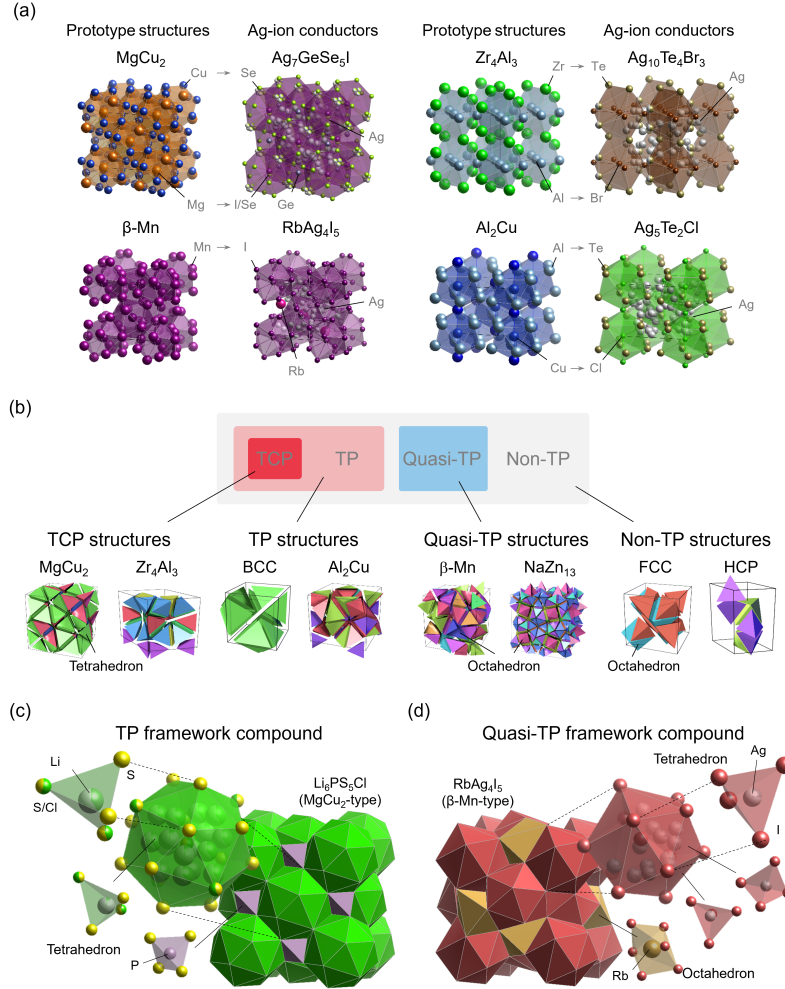 (a)
Prototype structures
Ag-ion conductors
Prototype structures
Ag-ion conductors
MgCu2
Ag7GeSe5I
Zr4Al3
Ag10Te4Br3
Cu → Se
Zr → Te
Ag
Ag
Mg → I/Se
Ge
Al → Br
β-Mn
RbAg4I5
Al2Cu
Ag5Te2Cl
Mn → I
Al → Te
Ag
Ag
Rb
Cu → Cl
(b)
TCP
TP
Quasi-TP
Non-TP
TCP structures
TP structures
Quasi-TP structures
Non-TP structures
MgCu2
Zr4Al3
BCC
Al2Cu
β-Mn
NaZn13
FCC
HCP
Tetrahedron
Octahedron
Octahedron
(c)
TP framework compound
Li
S
S/Cl
Li6PS5Cl
(MgCu2-type)
Tetrahedron
P
(d)
Quasi-TP framework compound
Tetrahedron
Ag
RbAg4I5
(β-Mn-type)
I
Rb
Octahedron